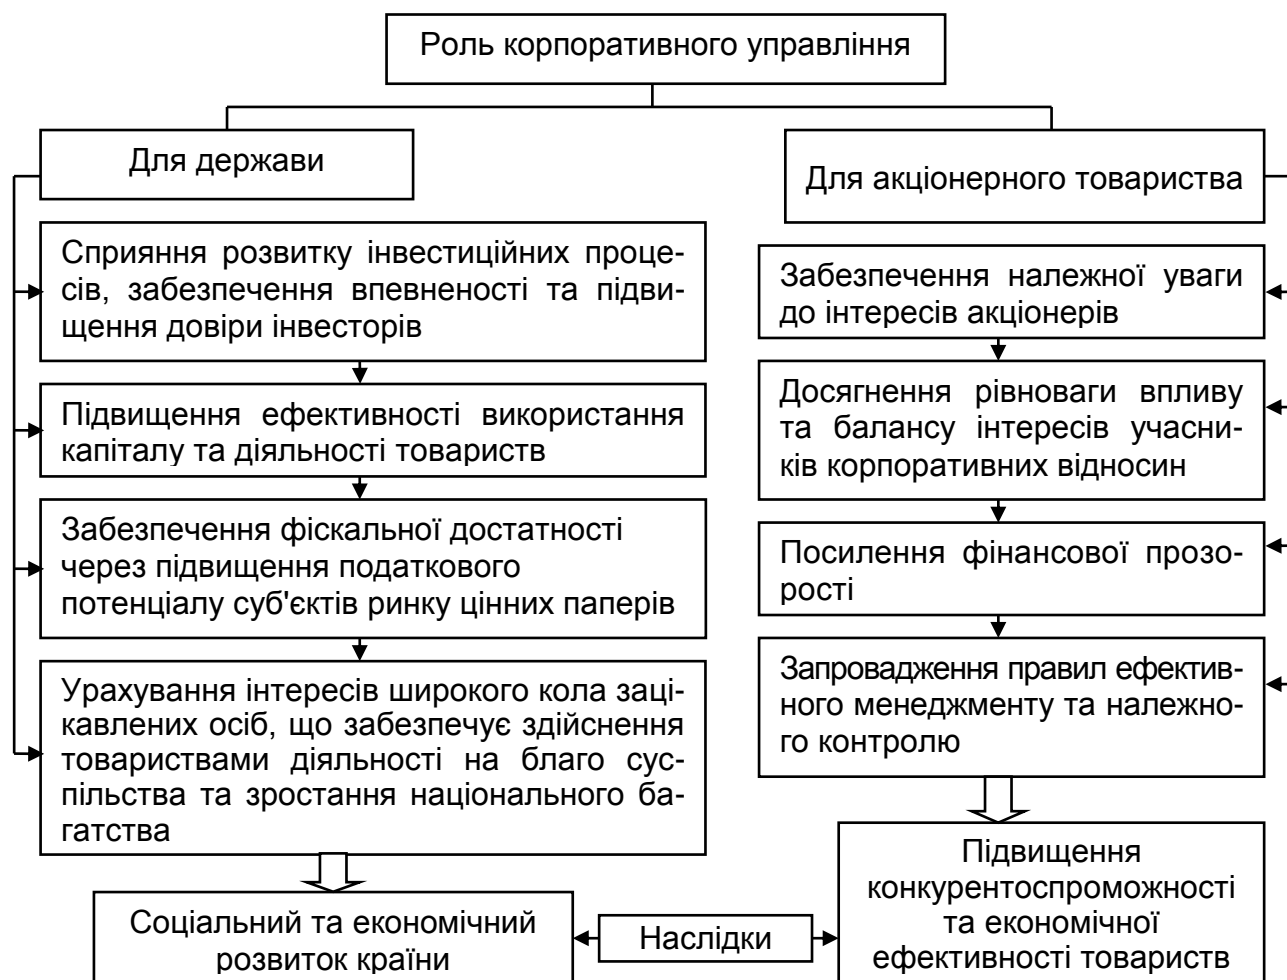 Роль корпоративного управління
Для держави
Сприяння розвитку інвестиційних проце-
сів, забезпечення впевненості та підви-
щення довіри інвесторів
Підвищення ефективності використання
капіталу та діяльності товариств
Забезпечення фіскальної достатності
через підвищення податкового
потенціалу суб'єктів ринку цінних паперів
Урахування інтересів широкого кола заці-
кавлених осіб, що забезпечує здійснення
товариствами діяльності на благо сус-
пільства та зростання національного ба-
гатства
Соціальний та економічний
розвиток країни
Для акціонерного товариства
Забезпечення належної уваги
до інтересів акціонерів
Досягнення рівноваги впливу
та балансу інтересів учасни-
ків корпоративних відносин
Посилення фінансової прозо-
рості
Запровадження правил ефектив-
ного менеджменту та належно-
го контролю
Підвищення
конкурентоспроможності
та економічної
ефективності товариств
Наслідки